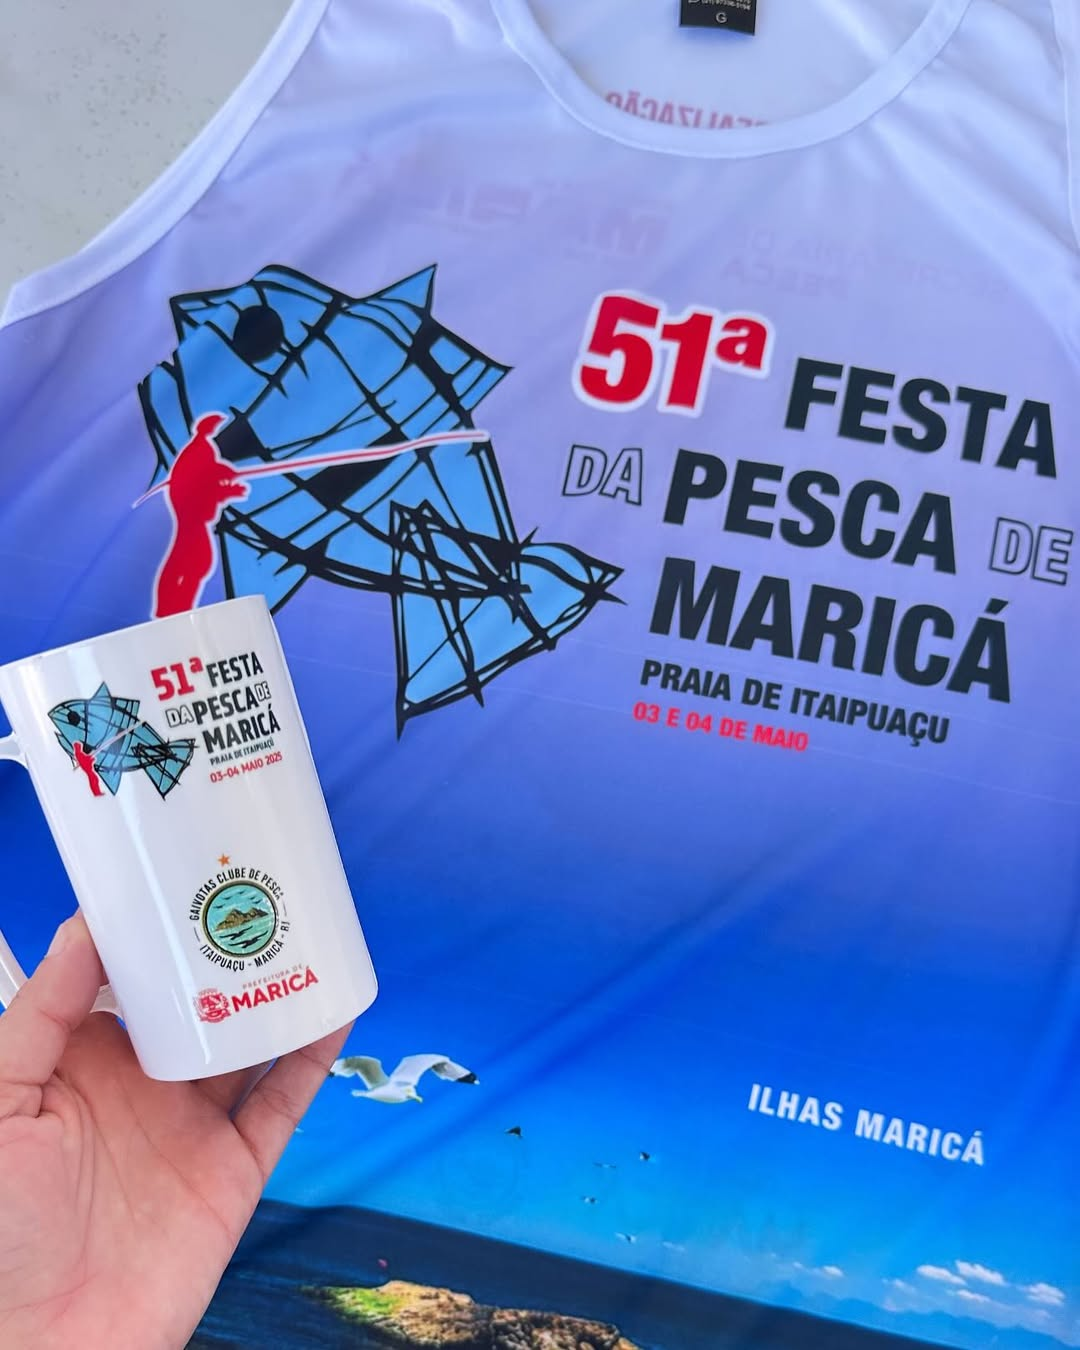 G
REALIZAÇÃO
PESCA
51ª FESTA
DA PESCA DE
MARICÁ
PRAIA DE ITAIPUAÇU
03 E 04 DE MAIO
51ª FESTA
DA PESCA DE
MARICÁ
PRAIA DE ITAIPUAÇU
03-04 MAIO 2025
GAIVOTAS CLUBE DE PESCA
ITAIPUAÇU - MARICÁ - RJ
PREFEITURA DE
MARICÁ
ILHAS MARICÁ